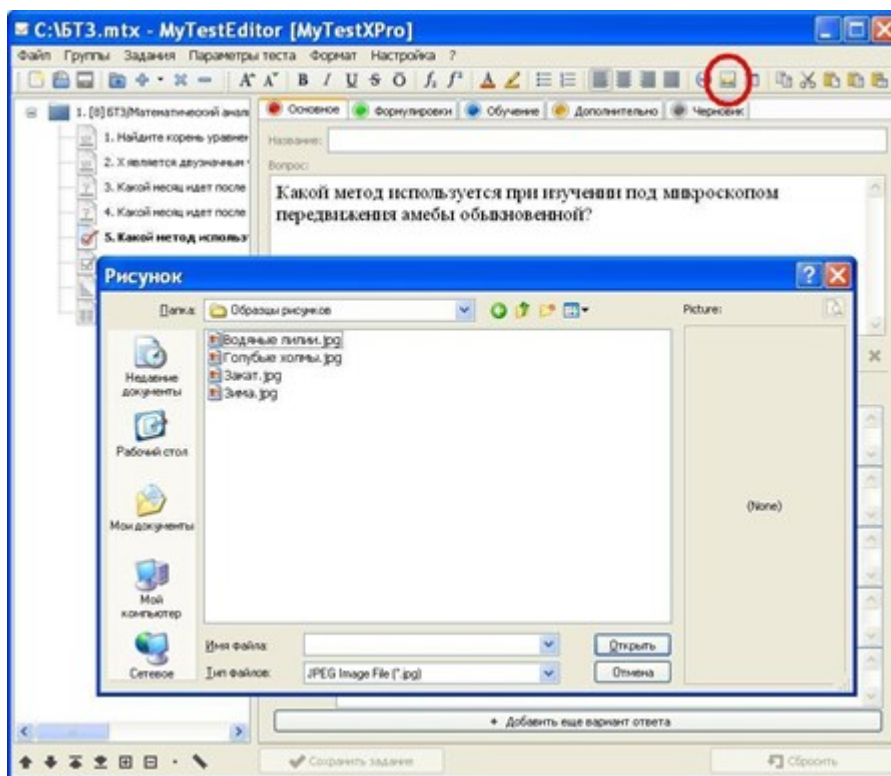 C:\БТЗ.mtx - MyTestEditor [MyTestXPro]
Файл Группы Задания Параметры теста Формат Настройка ?
1. [8] БТЗ/Математический анал
Основное Формулировки Обучение Дополнительно Черновик
1. Найдите корень уравнен
Название:
2. X является двузначным
Вопрос:
3. Какой месяц идет после
Какой метод используется при изучении под микроскопом
4. Какой месяц идет после
передвижения амебы обыкновенной?
5. Какой метод использ
Рисунок
Папка: Образцы рисунков
Picture:
Водяные лилии.jpg
Голубые холмы.jpg
Закат.jpg
Зима.jpg
Недавние
документы
Рабочий стол
Мои документы
(None)
Мой
компьютер
Сетевое
Имя файла:
Открыть
Тип файлов: JPEG Image File (*.jpg)
Отмена
+ Добавить еще вариант ответа
Сохранить задание
Сбросить